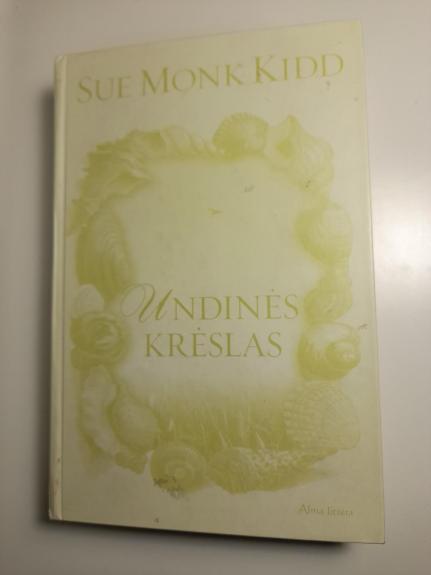 SUE MONK KIDD
UNDINĖS
KRĖSLAS
Alma littera